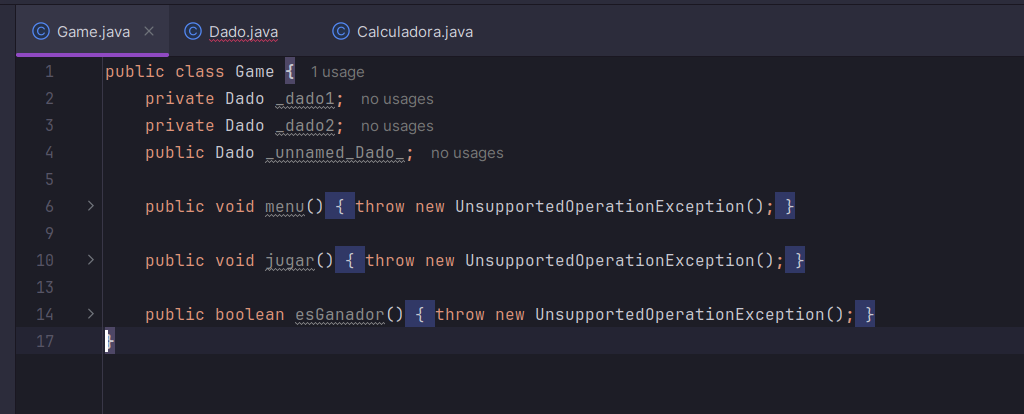 Game.java Dado.java Calculadora.java
1 public class Game { 1 usage
2 private Dado _dado1; no usages
3 private Dado _dado2; no usages
4 public Dado _unnamed_Dado_; no usages
5
6 public void menu() { throw new UnsupportedOperationException(); }
9
10 public void jugar() { throw new UnsupportedOperationException(); }
13
14 public boolean esGanador() { throw new UnsupportedOperationException(); }
17 }